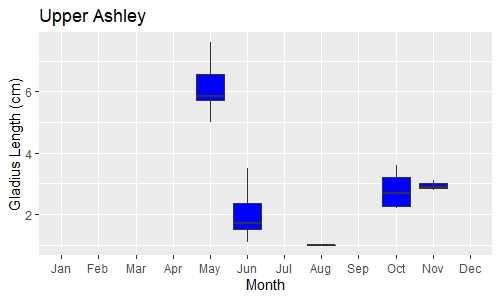 Upper Ashley
Gladius Length (cm)
6
4
2
Jan Feb Mar Apr May Jun Jul Aug Sep Oct Nov Dec
Month